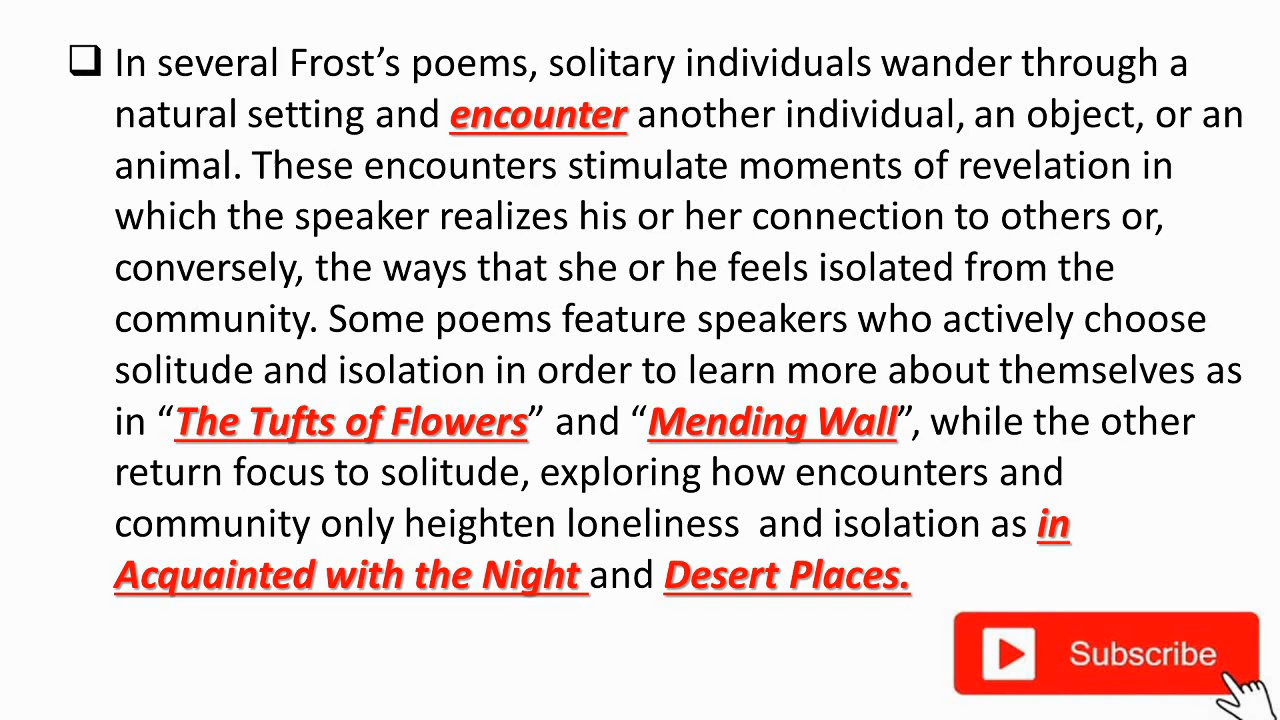 In several Frost’s poems, solitary individuals wander through a
natural setting and encounter another individual, an object, or an
animal. These encounters stimulate moments of revelation in
which the speaker realizes his or her connection to others or,
conversely, the ways that she or he feels isolated from the
community. Some poems feature speakers who actively choose
solitude and isolation in order to learn more about themselves as
in “The Tufts of Flowers” and “Mending Wall”, while the other
return focus to solitude, exploring how encounters and
community only heighten loneliness  and isolation as in
Acquainted with the Night and Desert Places.
Subscribe